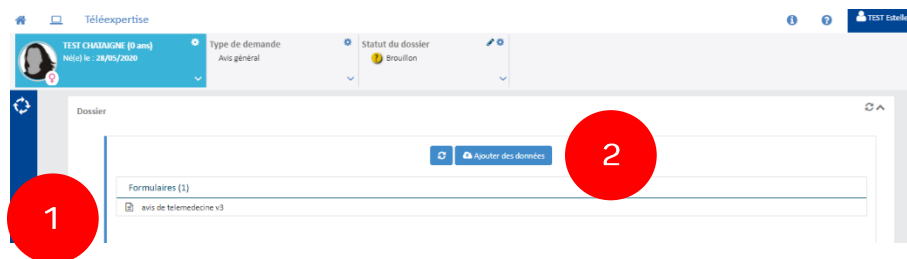 Téléexpertise
TEST Estelle
TEST CHATAIGNE (0 ans)
Né(e) le : 28/05/2020
Type de demande
Avis général
Statut du dossier
Brouillon
Dossier
Ajouter des données
2
Formulaires (1)
avis de telemedecine v3
1